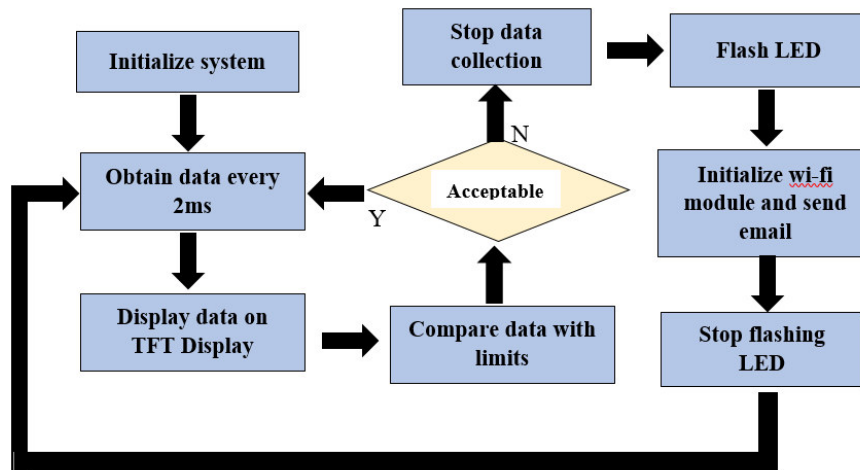 Initialize system
Obtain data every
2ms
Display data on
TFT Display
Compare data with
limits
Acceptable
Y
N
Stop data
collection
Flash LED
Initialize wi-fi
module and send
email
Stop flashing
LED